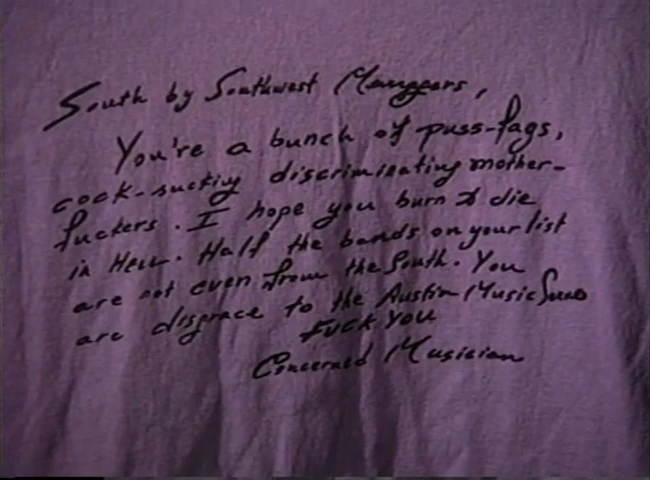 South by Southwest Manggers,
You're a bunch of puss-fags,
cock-sucking discriminating mother-
fuckers. I hope you burn & die
in Hell. Half the bands on your list
are not even from the South. You
are disgrace to the Austin Music
FUCK YOU
Concerned Musician